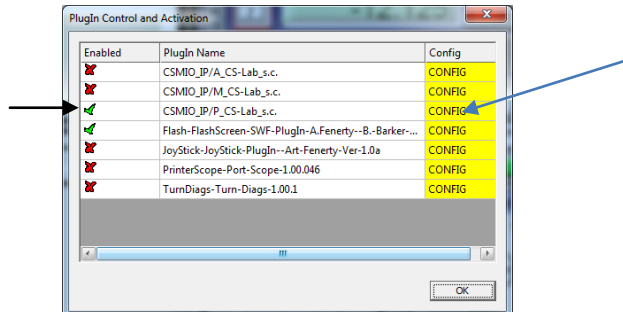 PlugIn Control and Activation
Enabled PlugIn Name Config
CSMIO_IP/A_CS-Lab_s.c. CONFIG
CSMIO_IP/M_CS-Lab_s.c. CONFIG
CSMIO_IP/P_CS-Lab_s.c. CONFIG
Flash-FlashScreen-SWF-PlugIn-A.Fenerty--B.-Barker-... CONFIG
JoyStick-JoyStick-PlugIn--Art-Fenerty-Ver-1.0a CONFIG
PrinterScope-Port-Scope-1.00.046 CONFIG
TurnDiags-Turn-Diags-1.00.1 CONFIG
OK